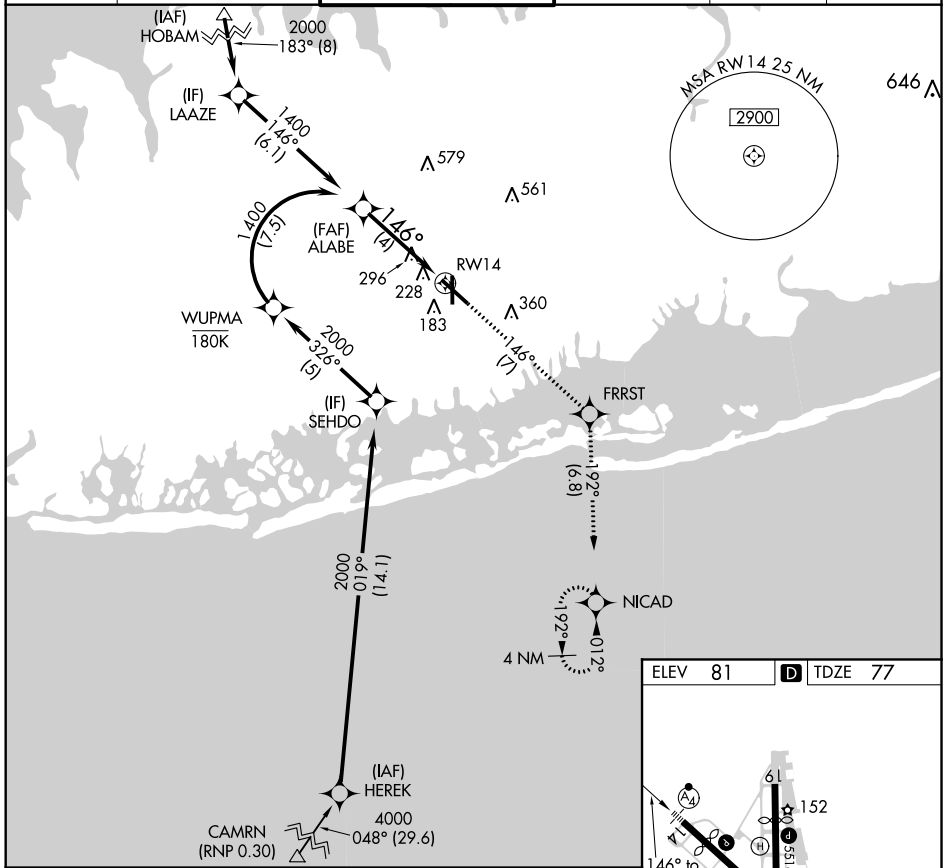 (IAF)
HOBAM
2000
183° (8)
(IF)
LAAZE
1400
146°
(6.1)
MSA RW14 25 NM
2900
646
579
561
1400
(7.5)
(FAF)
ALABE
146°
(4)
296
228
183
RW14
360
WUPMA
180K
2000
326°
(5)
(IF)
SEHDO
146°
(7)
FRRST
192°
(6.8)
2000
019°
(14.1)
NICAD
192°
012°
4 NM
(IAF)
HEREK
CAMRN
(RNP 0.30)
4000
048° (29.6)
ELEV 81
D
TDZE 77
A4
14
19
152
P
P
H
146° to